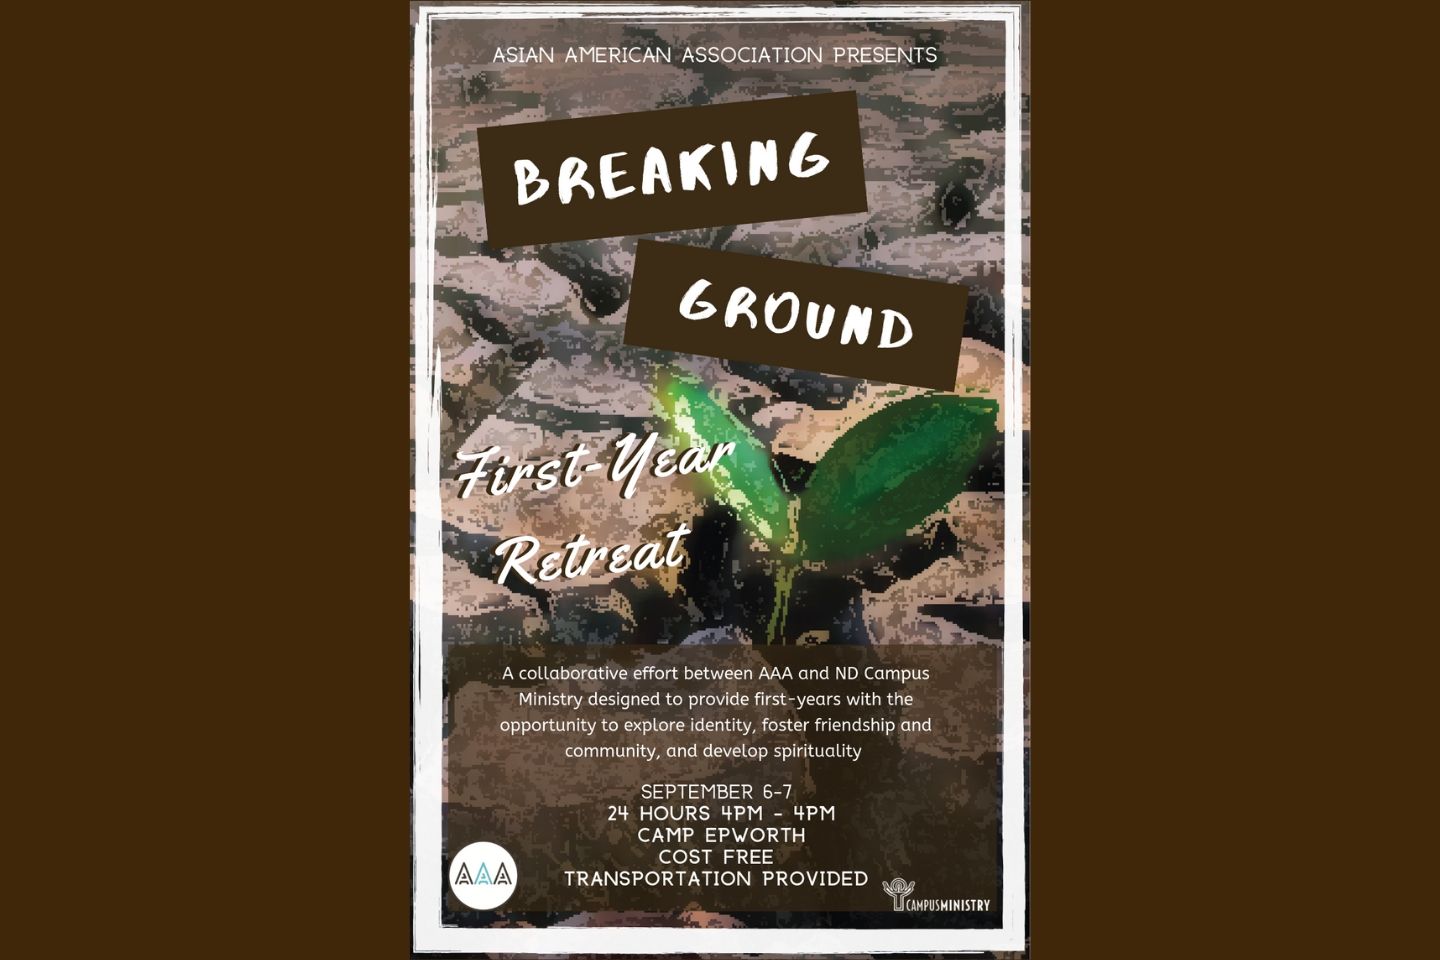 ASIAN AMERICAN ASSOCIATION PRESENTS
BREAKING
GROUND
First-Year
Retreat
A collaborative effort between AAA and ND Campus
Ministry designed to provide first-years with the
opportunity to explore identity, foster friendship and
community, and develop spirituality
SEPTEMBER 6-7
24 HOURS 4PM - 4PM
CAMP EPWORTH
COST FREE
TRANSPORTATION PROVIDED
AAA
CAMPUSMINISTRY